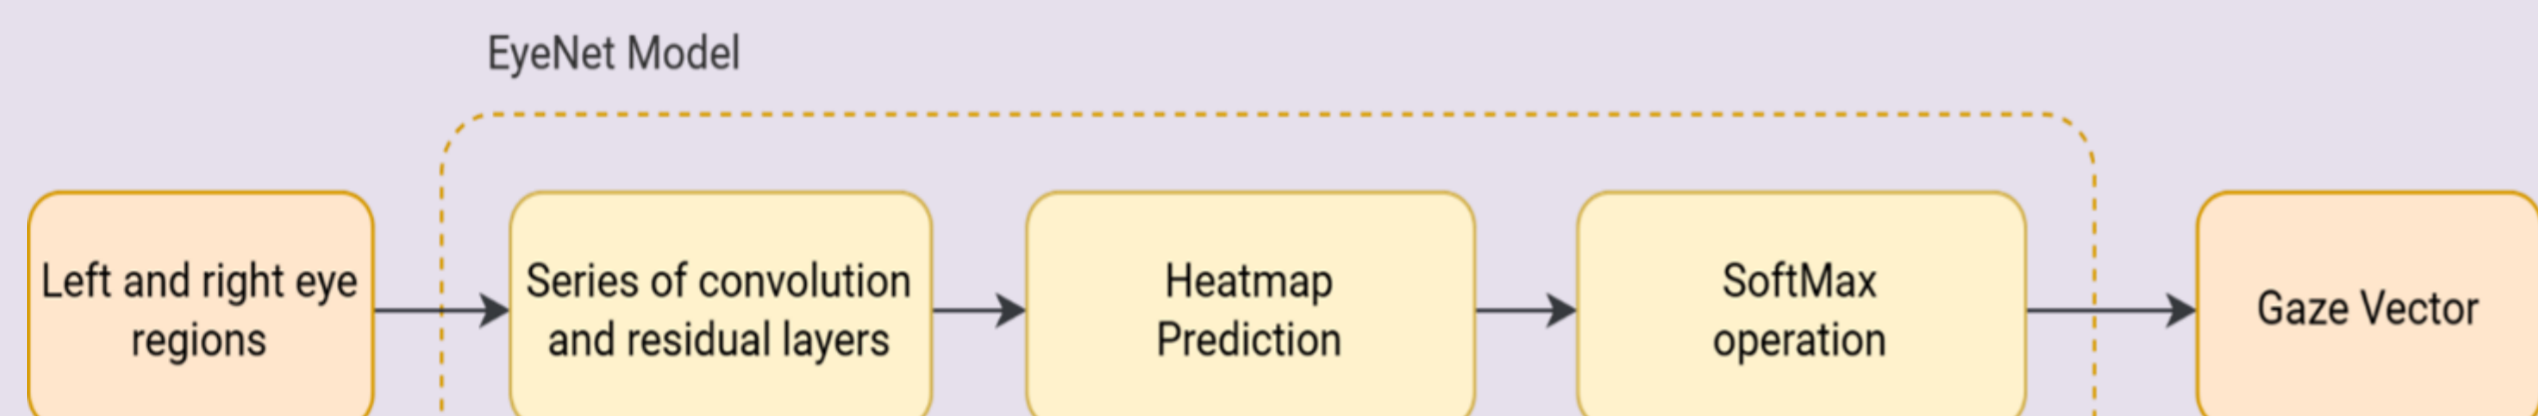 EyeNet Model
Left and right eye
regions
Series of convolution
and residual layers
Heatmap
Prediction
SoftMax
operation
Gaze Vector